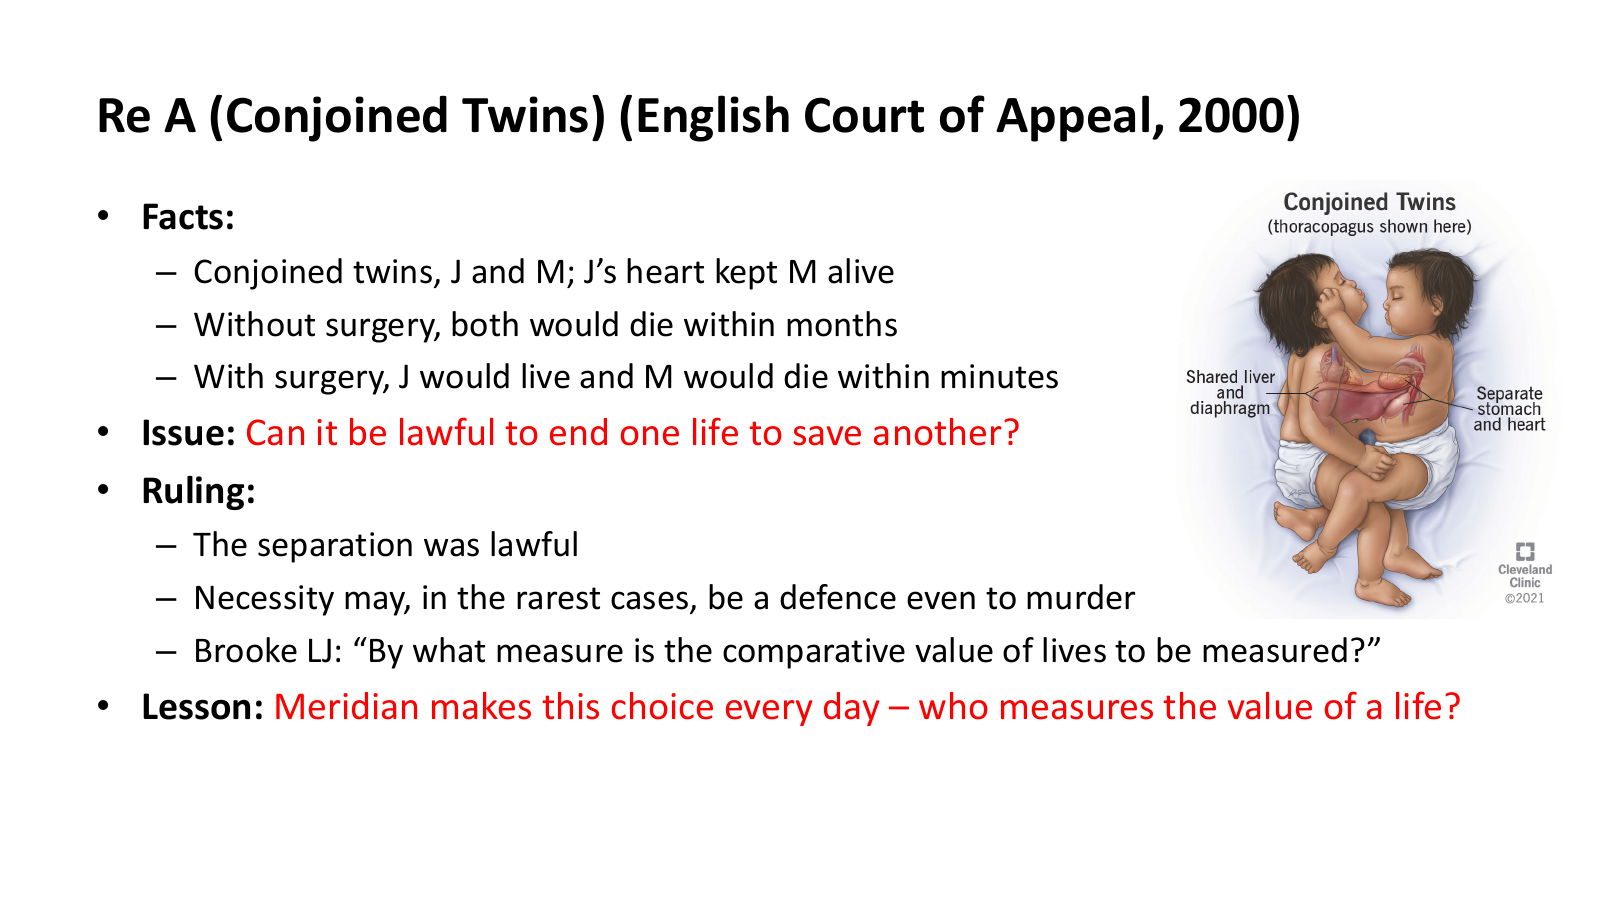 Re A (Conjoined Twins) (English Court of Appeal, 2000)
• Facts:
– Conjoined twins, J and M; J’s heart kept M alive
– Without surgery, both would die within months
– With surgery, J would live and M would die within minutes
• Issue: Can it be lawful to end one life to save another?
• Ruling:
– The separation was lawful
– Necessity may, in the rarest cases, be a defence even to murder
– Brooke LJ: “By what measure is the comparative value of lives to be measured?”
• Lesson: Meridian makes this choice every day – who measures the value of a life?
Conjoined Twins
(thoracopagus shown here)
Shared liver
and
diaphragm
Separate
stomach
and heart
Cleveland
Clinic
©2021